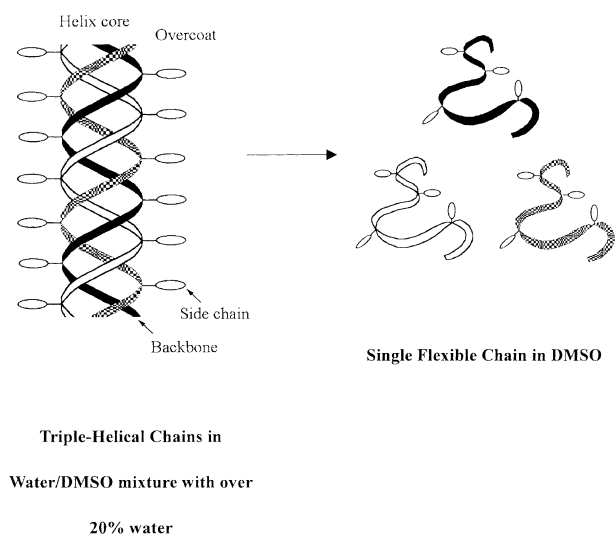 Helix core
Overcoat
Side chain
Backbone
Single Flexible Chain in DMSO
Triple-Helical Chains in
Water/DMSO mixture with over
20% water